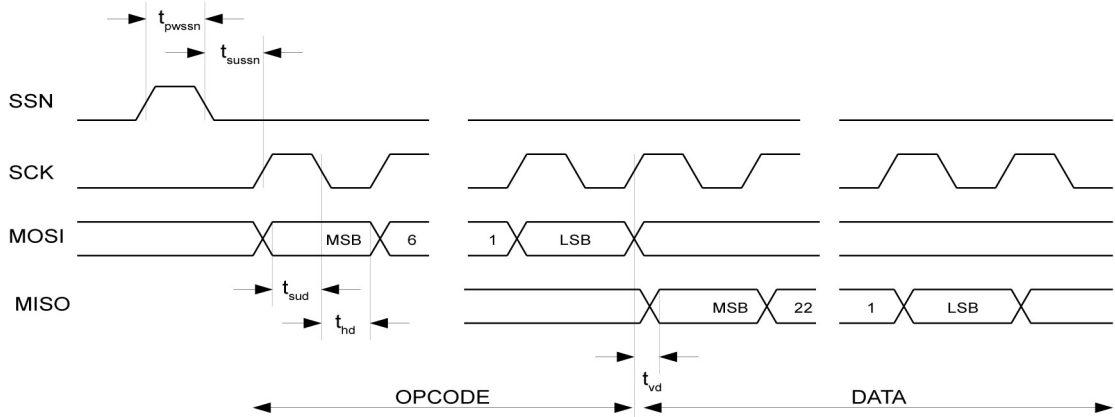 t_pwssn
t_sussn
SSN
SCK
MOSI MSB 6 1 LSB
MISO MSB 22 1 LSB
t_sud
t_hd
t_vd
OPCODE DATA